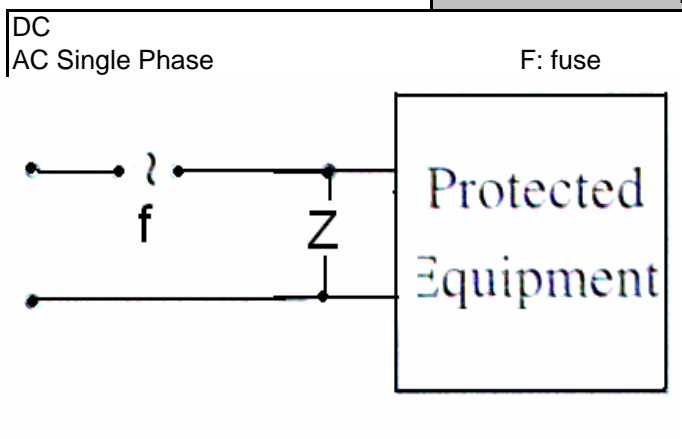 DC
AC Single Phase F: fuse
f
Z
Protected
Equipment